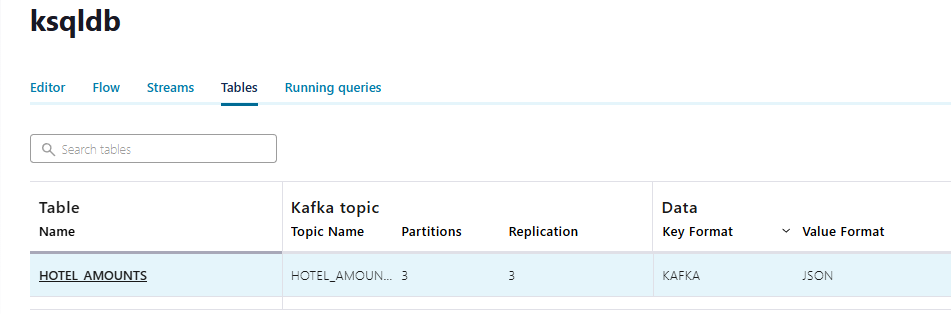 ksqldb
Editor Flow Streams Tables Running queries
Search tables
Table Kafka topic Data
Name Topic Name Partitions Replication Key Format Value Format
HOTEL_AMOUNTS HOTEL_AMOUN... 3 3 KAFKA JSON